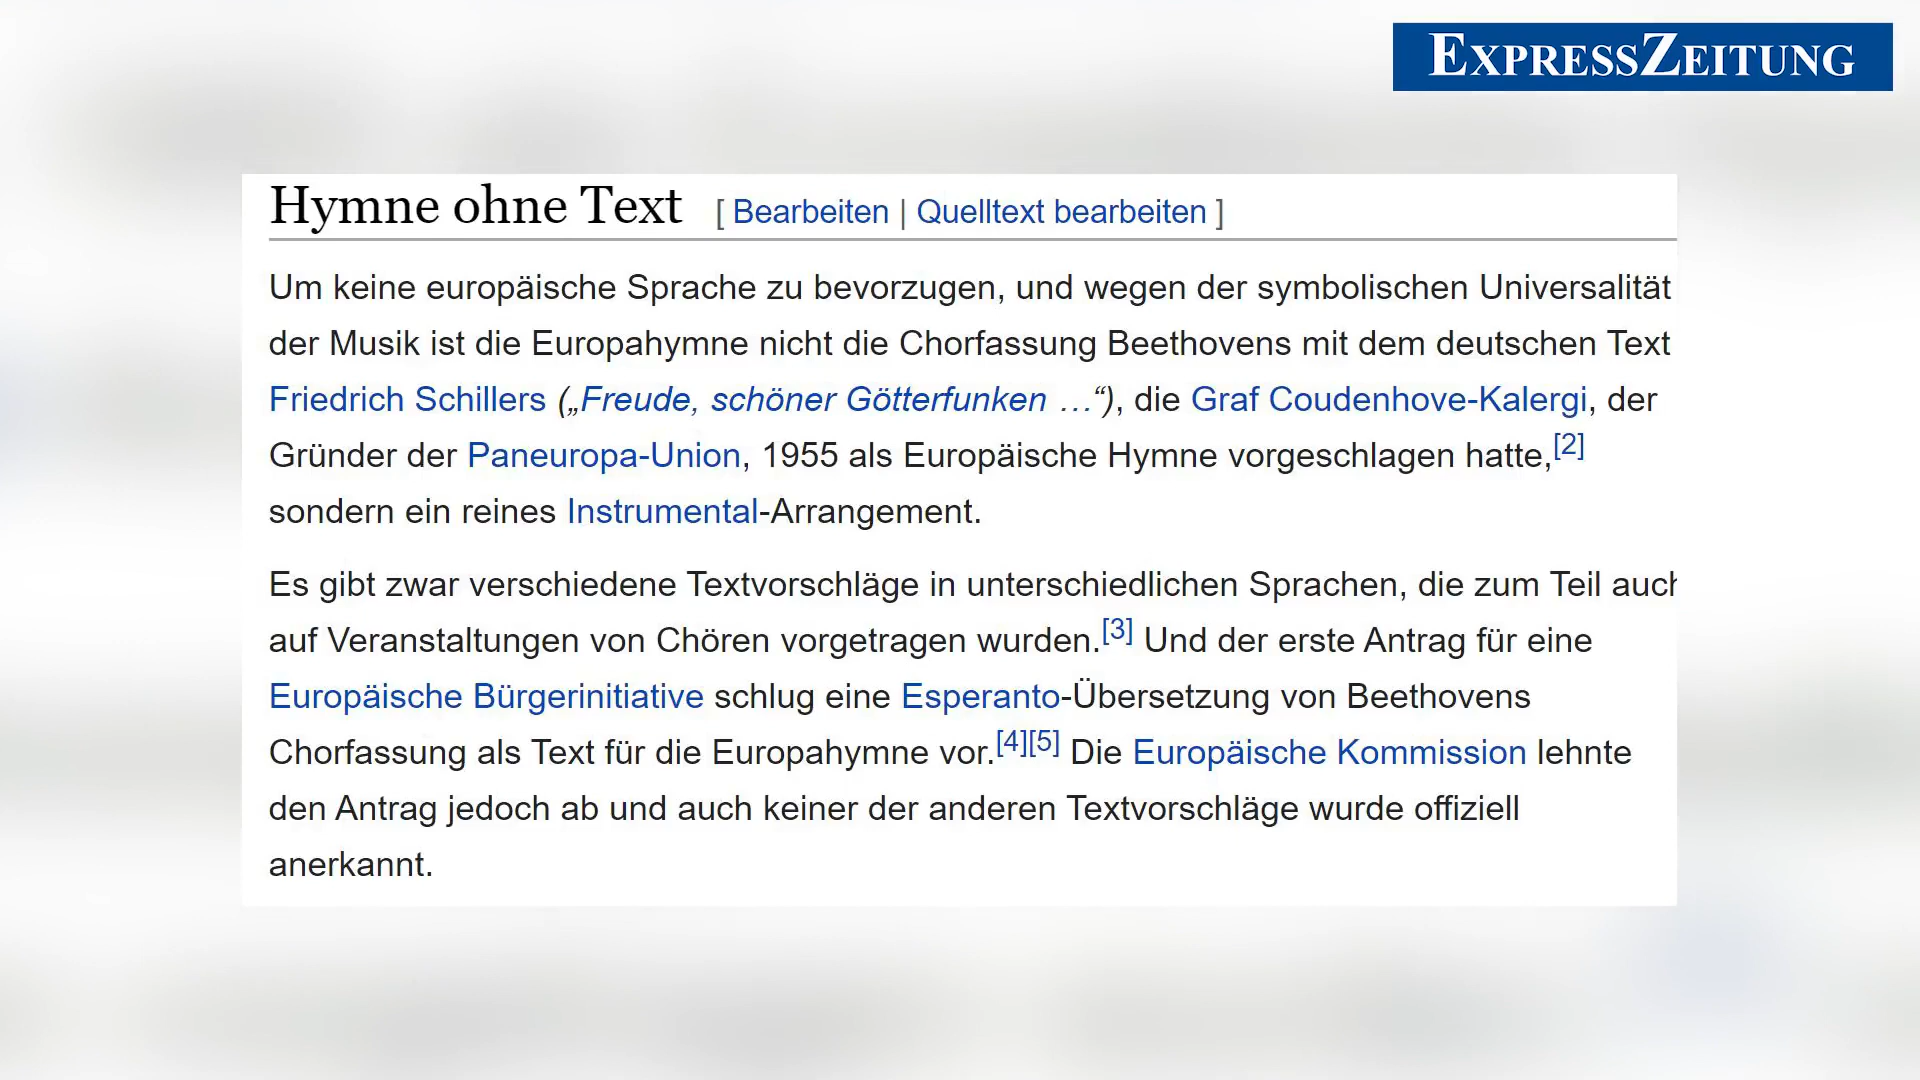 EXPRESSZEITUNG
Hymne ohne Text [ Bearbeiten | Quelltext bearbeiten ]
Um keine europäische Sprache zu bevorzugen, und wegen der symbolischen Universalität
der Musik ist die Europahymne nicht die Chorfassung Beethovens mit dem deutschen Text
Friedrich Schillers („Freude, schöner Götterfunken …“), die Graf Coudenhove-Kalergi, der
Gründer der Paneuropa-Union, 1955 als Europäische Hymne vorgeschlagen hatte,[2]
sondern ein reines Instrumental-Arrangement.
Es gibt zwar verschiedene Textvorschläge in unterschiedlichen Sprachen, die zum Teil auch
auf Veranstaltungen von Chören vorgetragen wurden.[3] Und der erste Antrag für eine
Europäische Bürgerinitiative schlug eine Esperanto-Übersetzung von Beethovens
Chorfassung als Text für die Europahymne vor.[4][5] Die Europäische Kommission lehnte
den Antrag jedoch ab und auch keiner der anderen Textvorschläge wurde offiziell
anerkannt.